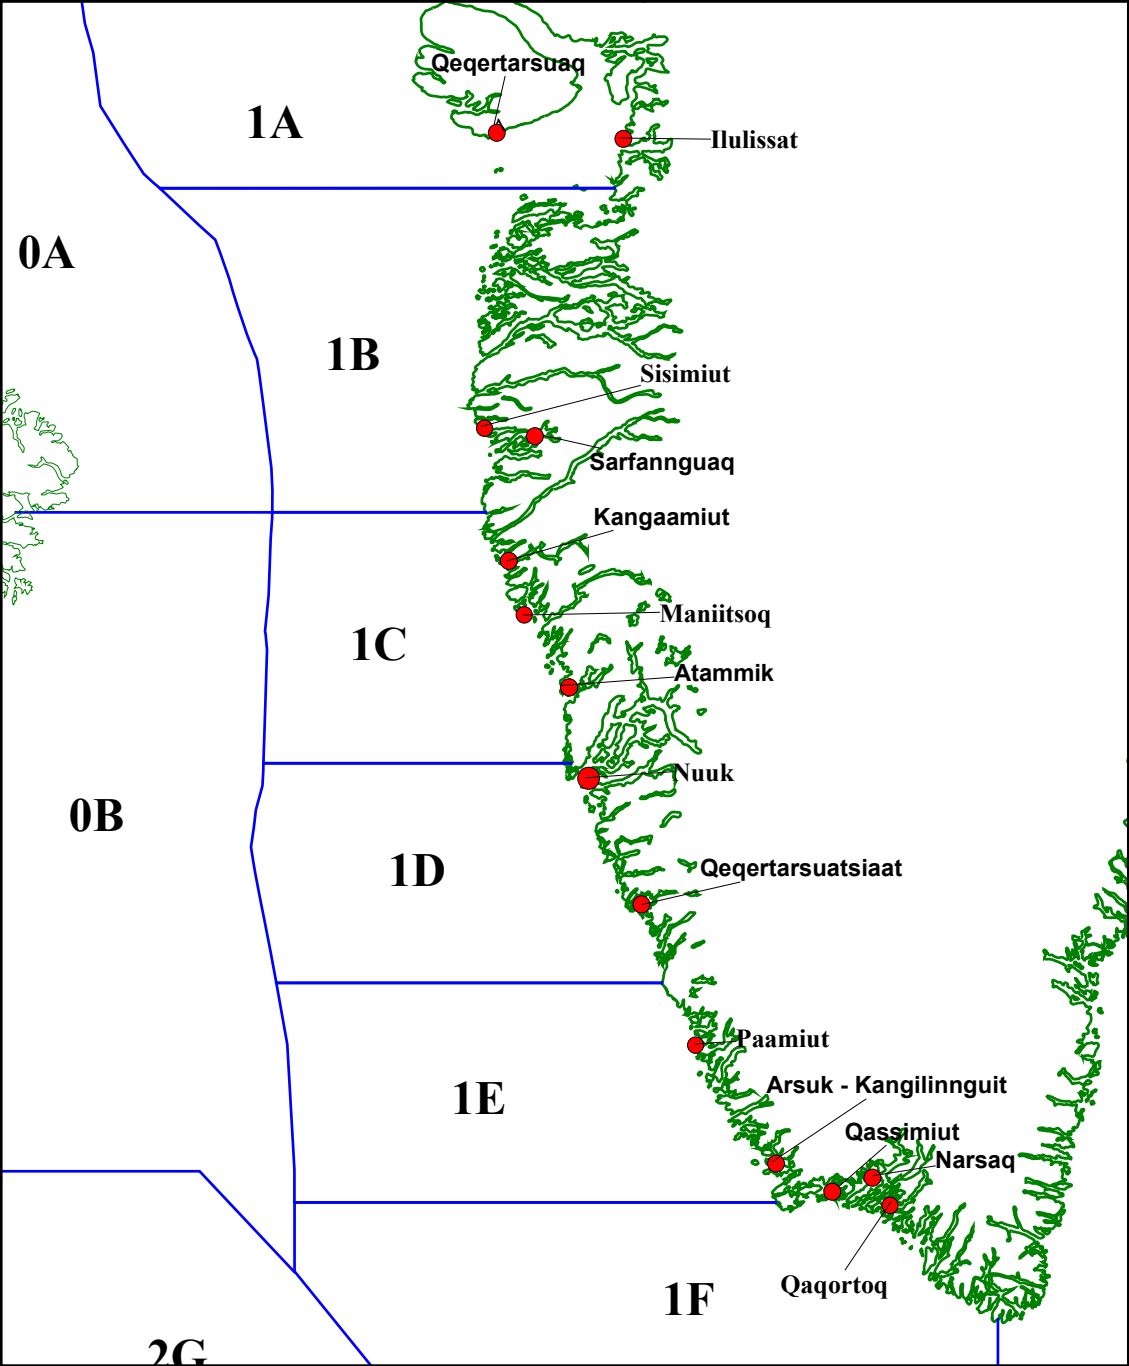 Qeqertarsuaq
1A
Ilulissat
0A
1B
Sisimiut
Sarfannguaq
Kangaamiut
Maniitsoq
1C
Atammik
Nuuk
0B
1D
Qeqertarsuatsiaat
Paamiut
1E
Arsuk - Kangilinnguit
Qassimiut
Narsaq
Qaqortoq
1F
2G